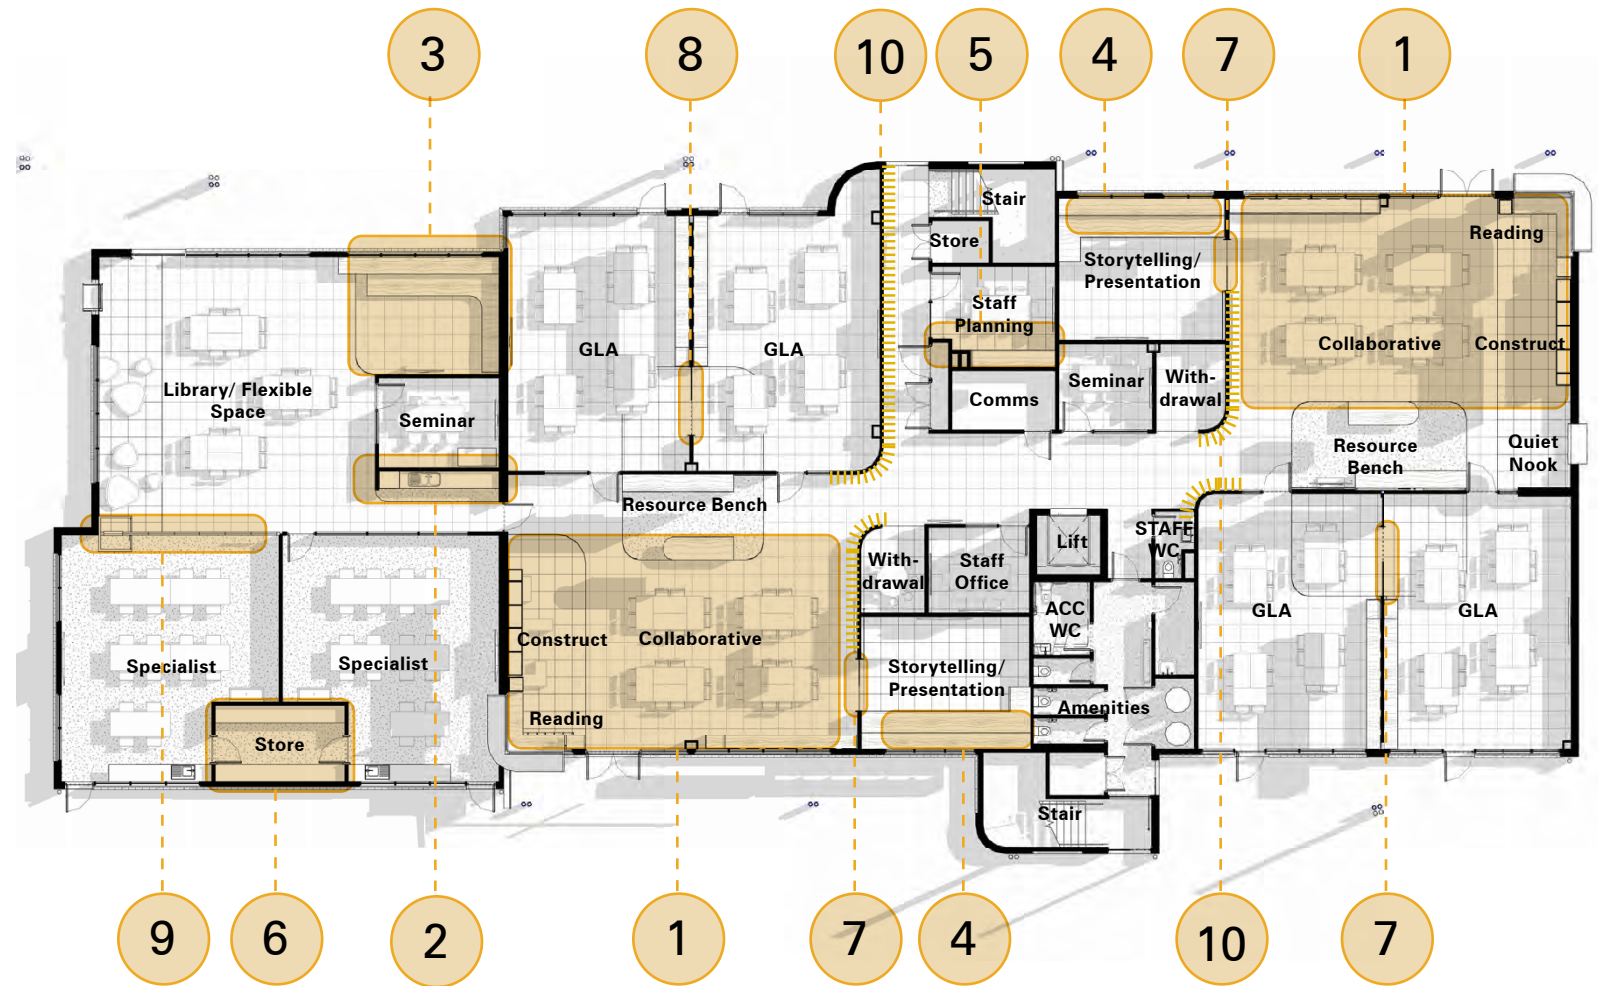 3
8
10
5
4
7
1
Stair
Store
Reading
Storytelling/
Presentation
Staff
Planning
GLA
GLA
Collaborative
Construct
Library/ Flexible
Space
Seminar
With-
drawal
Comms
Seminar
Resource
Bench
Quiet
Nook
Resource Bench
STAFF
WC
Lift
With-
drawal
Staff
Office
ACC
WC
GLA
GLA
Construct
Collaborative
Specialist
Specialist
Storytelling/
Presentation
Reading
Amenities
Store
Stair
9
6
2
1
7
4
10
7